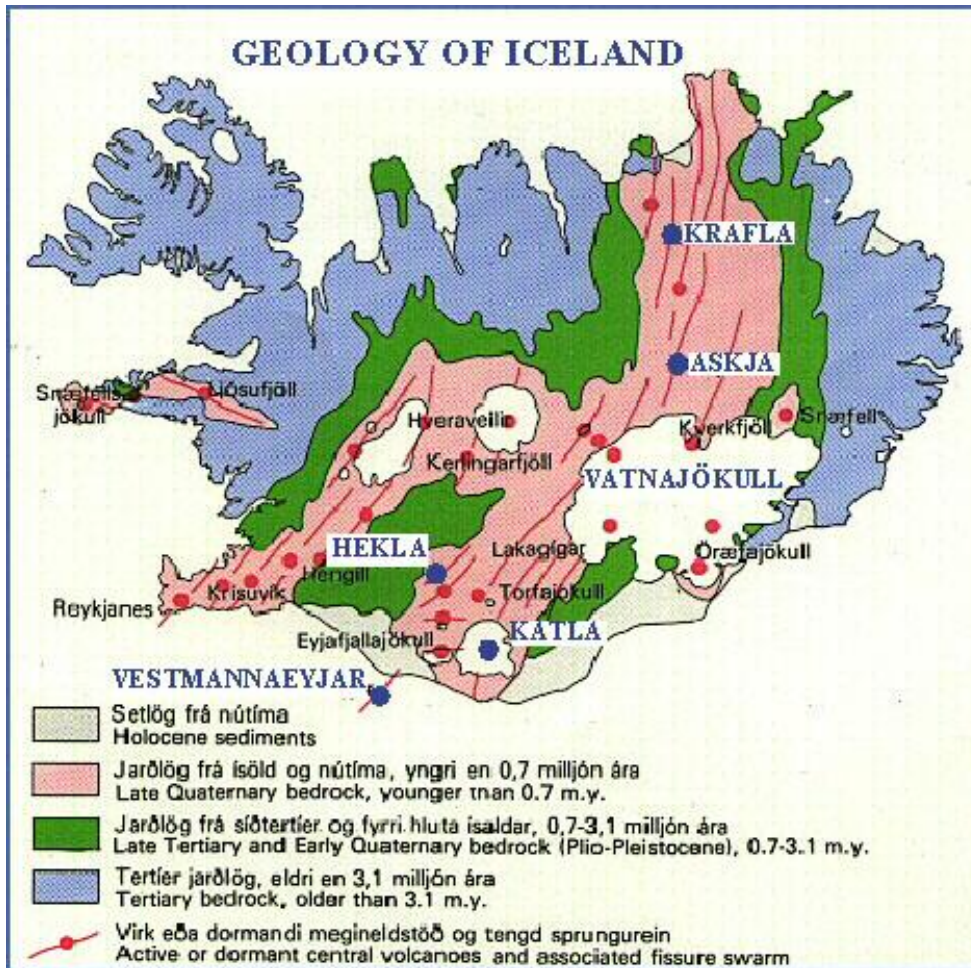 GEOLOGY OF ICELAND
KRAFLA
ASKJA
Snæfells
jökull
Ljósufjöll
Hveraveilir
Kerlingarfjöll
Kverkfjöll
Snæfell
VATNAJÖKULL
HEKLA
Lakagígar
Öræfajökull
Hengill
Krisuvik
Reykjanes
Torfajökull
Eyjafjallajökull
KATLA
VESTMANNAEYJAR
Setlög frá nútíma
Holocene sediments
Jarðlög frá ísöld og nútíma, yngri en 0,7 milljón ára
Late Quaternary bedrock, younger than 0.7 m.y.
Jarðlög frá síðtertíer og fyrri hluta ísaldar, 0,7-3,1 milljón ára
Late Tertiary and Early Quaternary bedrock (Plio-Pleistocene), 0.7-3.1 m.y.
Tertíer jarðlög, eldri en 3,1 milljón ára
Tertiary bedrock, older than 3.1 m.y.
Virk eða dormandi megineldstöð og tengd sprungurein
Active or dormant central volcanoes and associated fissure swarm